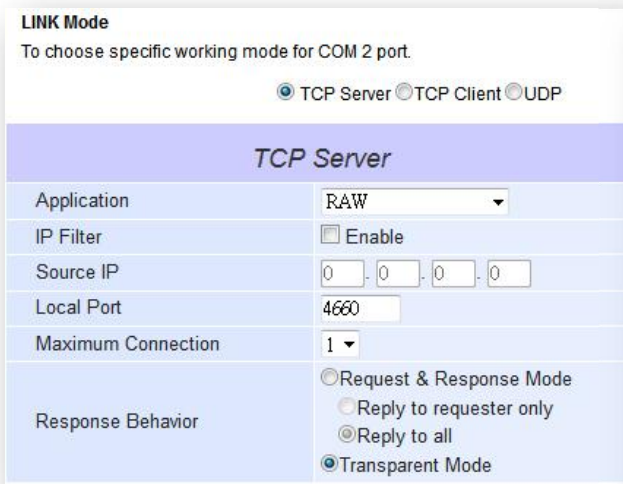 LINK Mode
To choose specific working mode for COM 2 port.
TCP Server TCP Client UDP
TCP Server
Application RAW
IP Filter Enable
Source IP 0 . 0 . 0 . 0
Local Port 4660
Maximum Connection 1
Request & Response Mode
Reply to requester only
Response Behavior
Reply to all
Transparent Mode